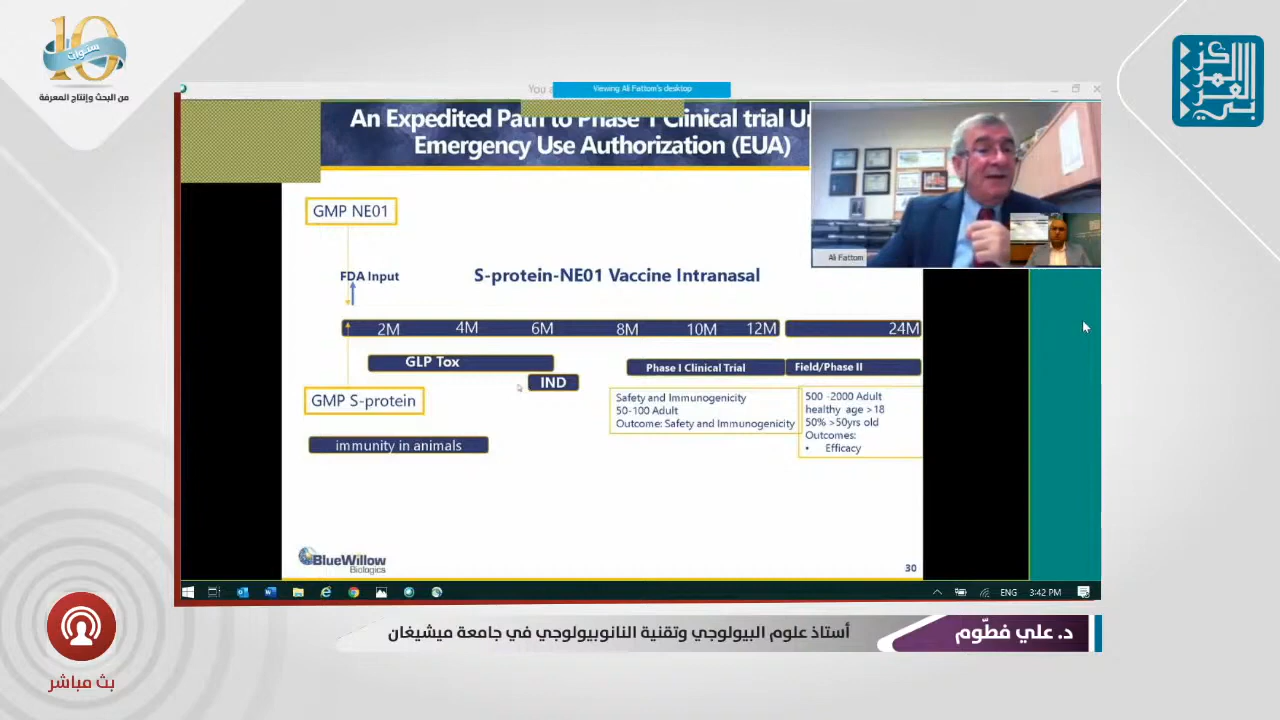 10
سنوات
من البحث وإنتاج المعرفة
المركز
العربي
Viewing Ali Fattom's desktop
An Expedited Path to Phase 1 Clinical trial U
Emergency Use Authorization (EUA)
Ali Fattom
GMP NE01
FDA Input
S-protein-NE01 Vaccine Intranasal
2M 4M 6M 8M 10M 12M 24M
GLP Tox
Phase I Clinical Trial
Field/Phase II
IND
GMP S-protein
Safety and Immunogenicity
50-100 Adult
Outcome: Safety and Immunogenicity
500 -2000 Adult
healthy age >18
50% >50yrs old
Outcomes:
• Efficacy
immunity in animals
BlueWillow
Biologics
30
ENG 3:42 PM
د. علي فطّوم
أستاذ علوم البيولوجي وتقنية النانوبيولوجي في جامعة ميشيغان
بث مباشر